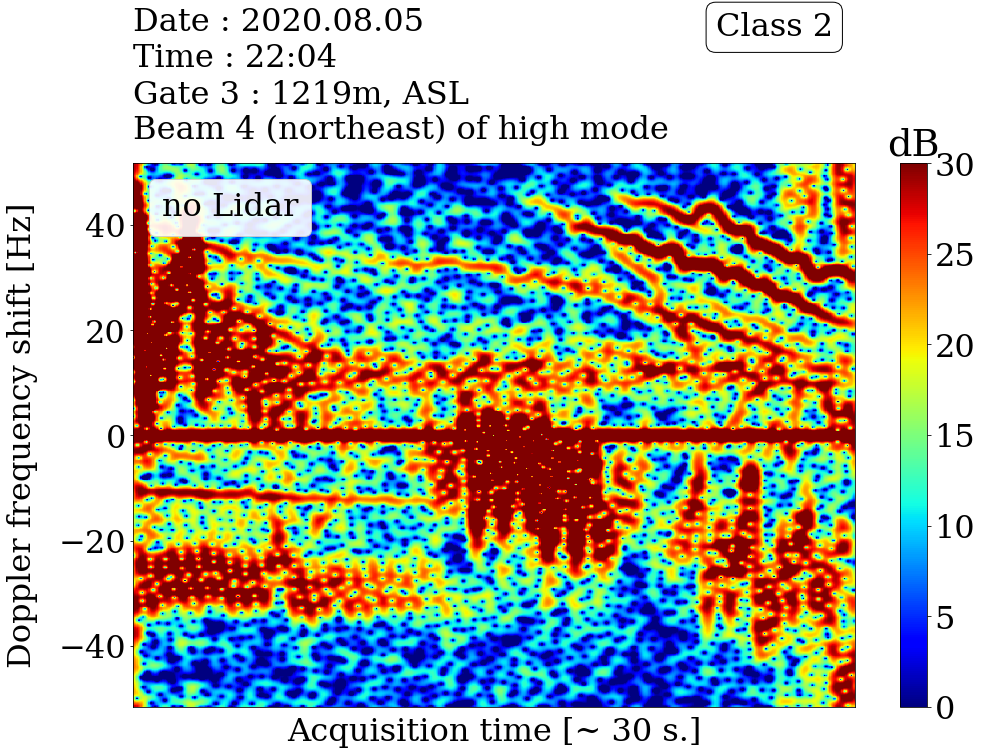 Date : 2020.08.05
Time : 22:04
Gate 3 : 1219m, ASL
Beam 4 (northeast) of high mode
Class 2
dB
no Lidar
Doppler frequency shift [Hz]
40
20
0
−20
−40
30
25
20
15
10
5
0
Acquisition time [~ 30 s.]